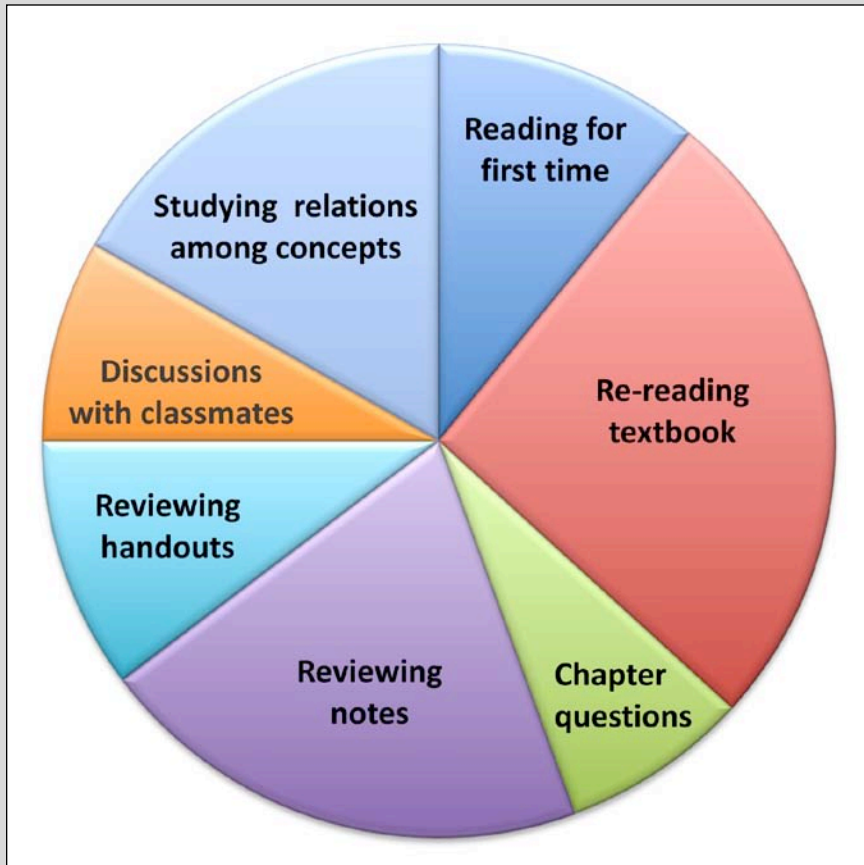 Reading for
first time
Re-reading
textbook
Chapter
questions
Reviewing
notes
Reviewing
handouts
Discussions
with classmates
Studying relations
among concepts